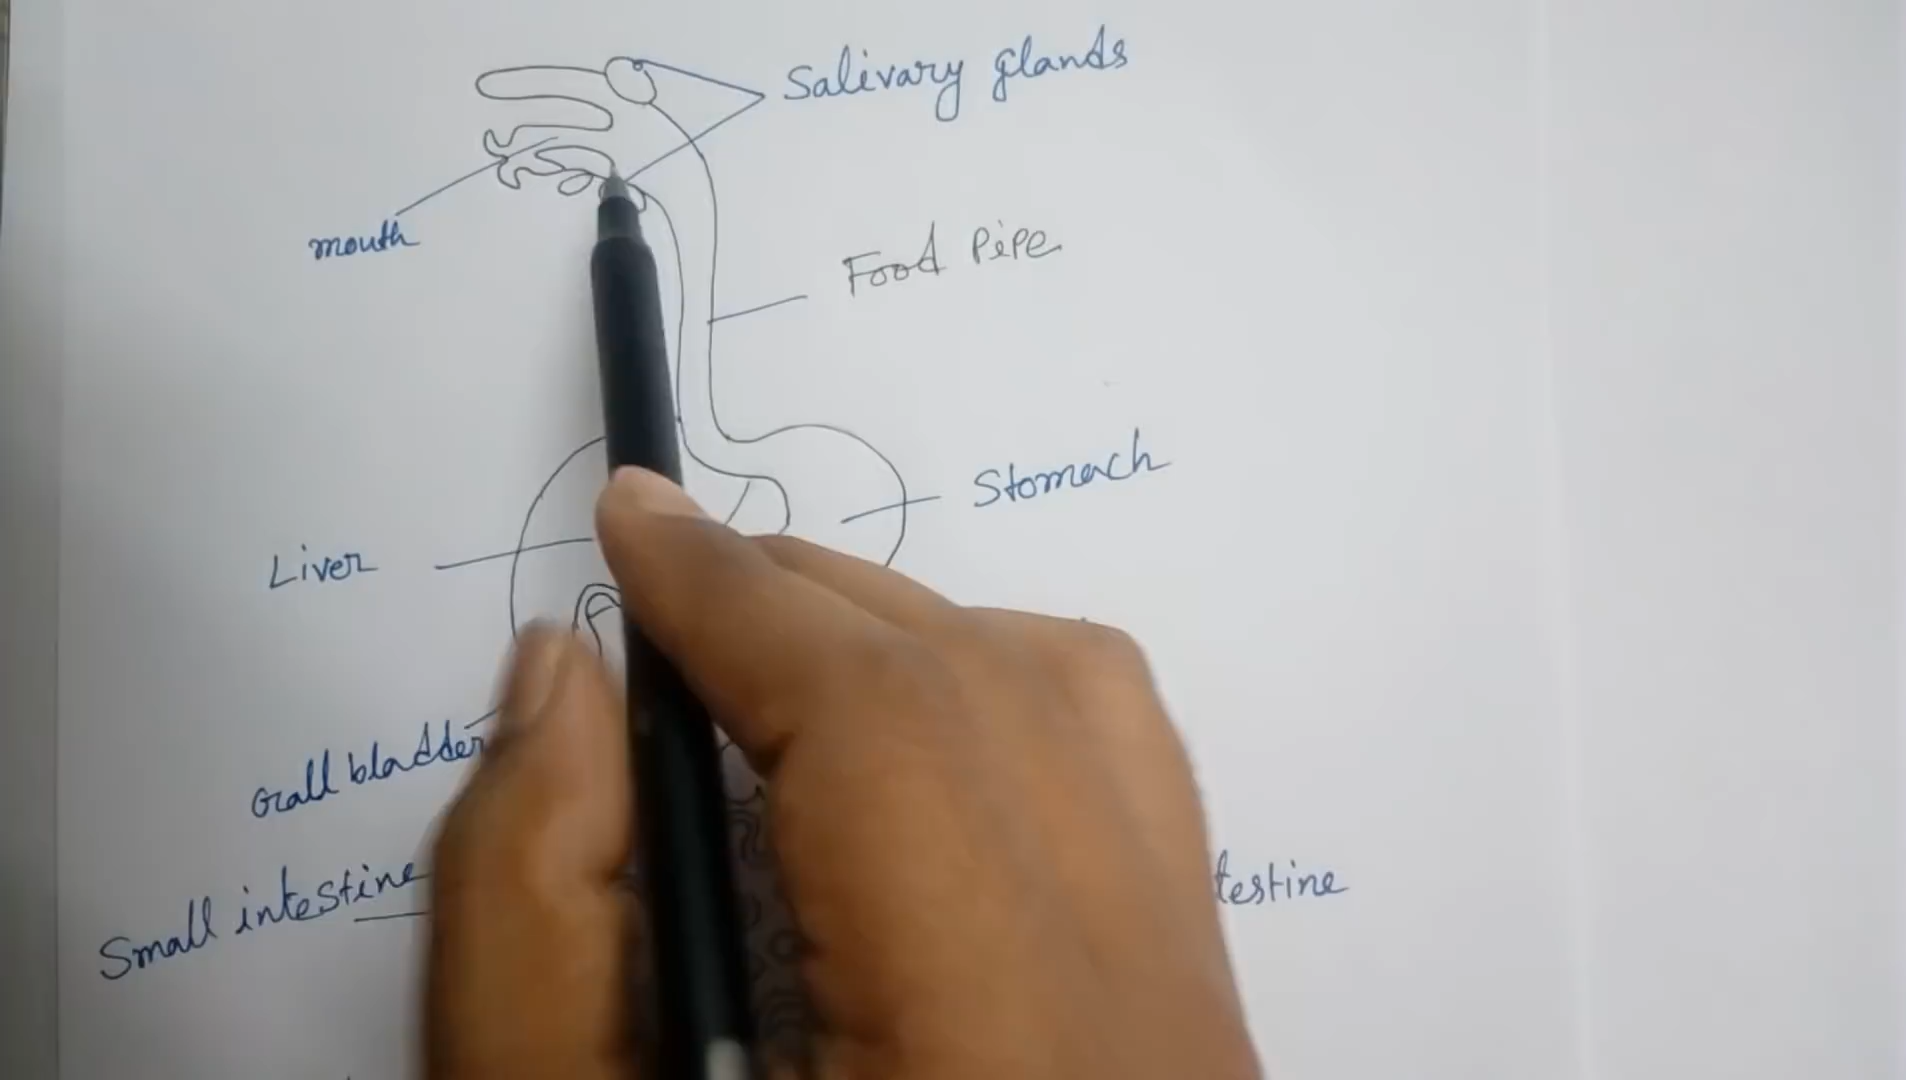 Salivary glands
mouth
Food Pipe
Stomach
Liver
Gall bladder
Small intestine
testine